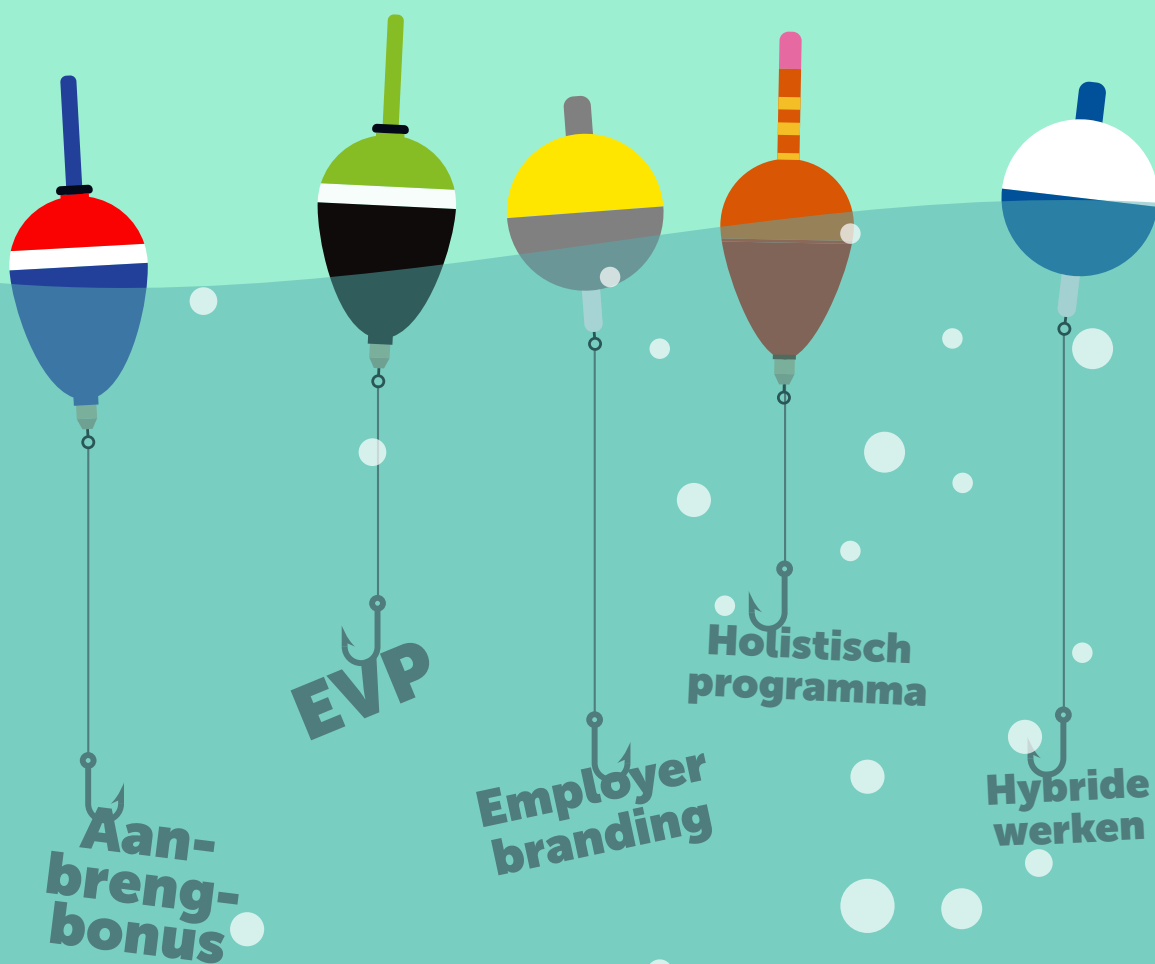 Aan-
breng-
bonus
EVP
Employer
branding
Holistisch
programma
Hybride
werken